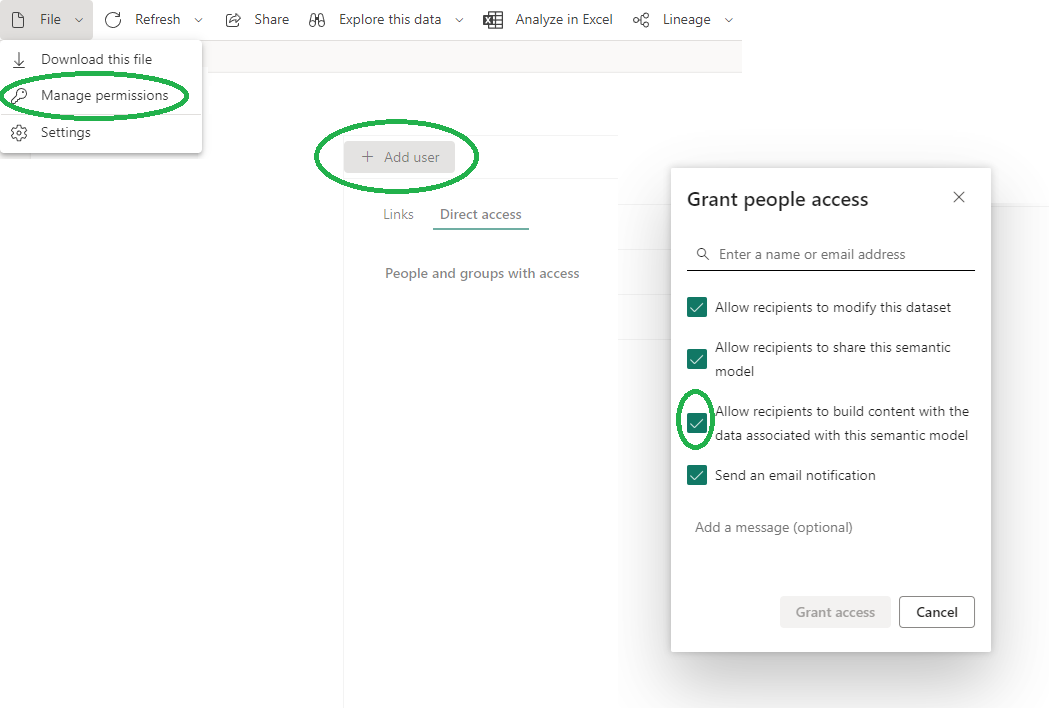 File Refresh Share Explore this data Analyze in Excel Lineage
Download this file
Manage permissions
Settings
+ Add user
Links Direct access
People and groups with access
Grant people access
Enter a name or email address
Allow recipients to modify this dataset
Allow recipients to share this semantic
model
Allow recipients to build content with the
data associated with this semantic model
Send an email notification
Add a message (optional)
Grant access Cancel